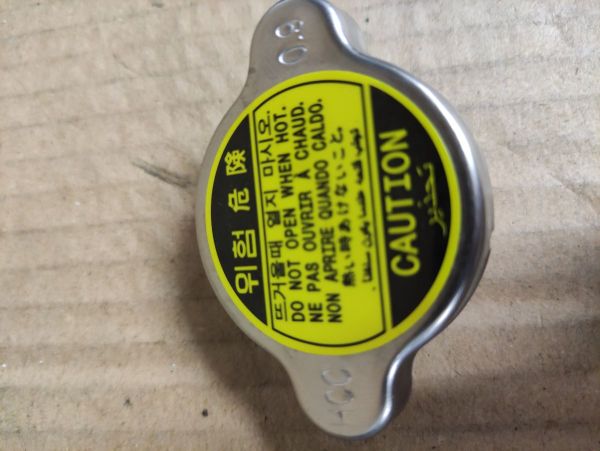 0.9
위험 危險
뜨거울때 열지 마시오.
DO NOT OPEN WHEN HOT.
NE PAS OUVRIR À CHAUD.
NON APRIRE QUANDO CALDO.
熱い時あけないこと。
CAUTION
تحذير
HCC